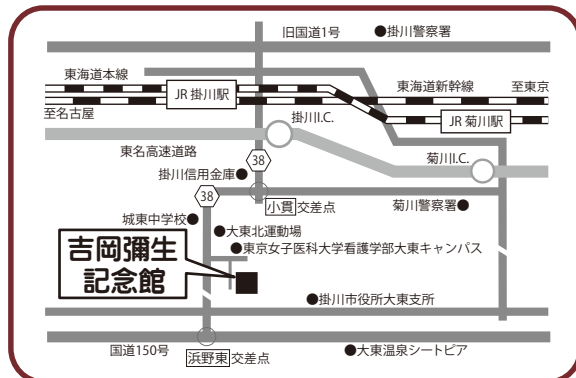 旧国道1号
●掛川警察署
東海道本線
JR 掛川駅
東海道新幹線
至東京
至名古屋
掛川I.C.
JR 菊川駅
東名高速道路
38
菊川I.C.
掛川信用金庫●
38
小貫交差点
菊川警察署●
城東中学校●
●大東北運動場
●東京女子医科大学看護学部大東キャンパス
吉岡彌生
記念館
●掛川市役所大東支所
国道150号
浜野東交差点
●大東温泉シートピア